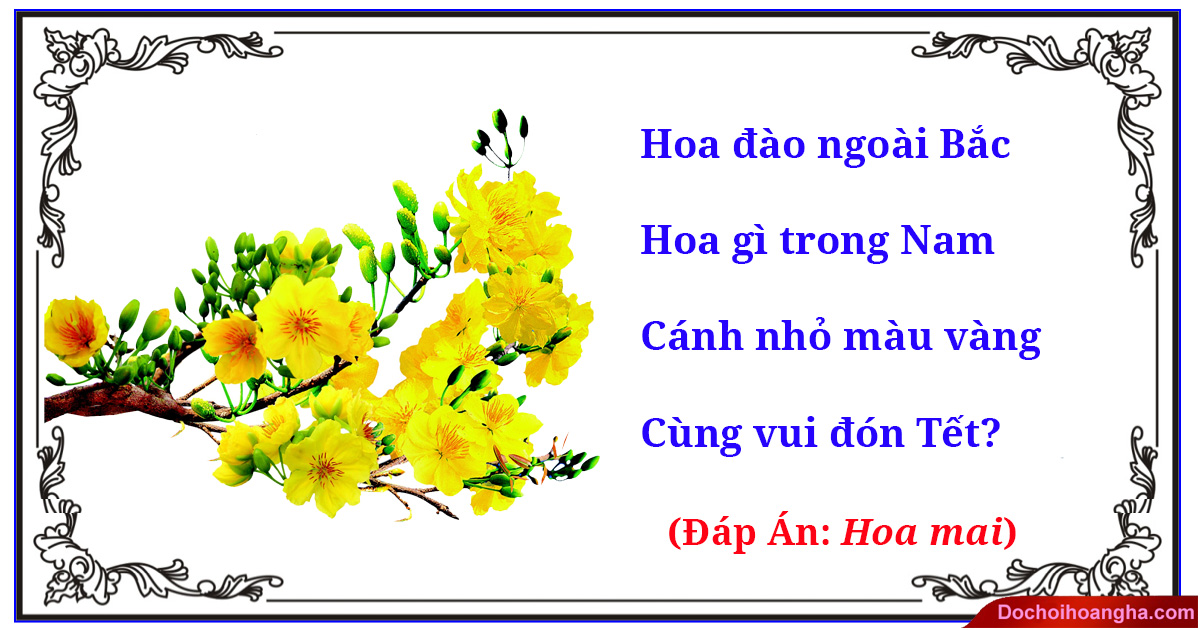 Hoa đào ngoài Bắc
Hoa gì trong Nam
Cánh nhỏ màu vàng
Cùng vui đón Tết?
(Đáp Án: Hoa mai)
Dochoihoangha.com